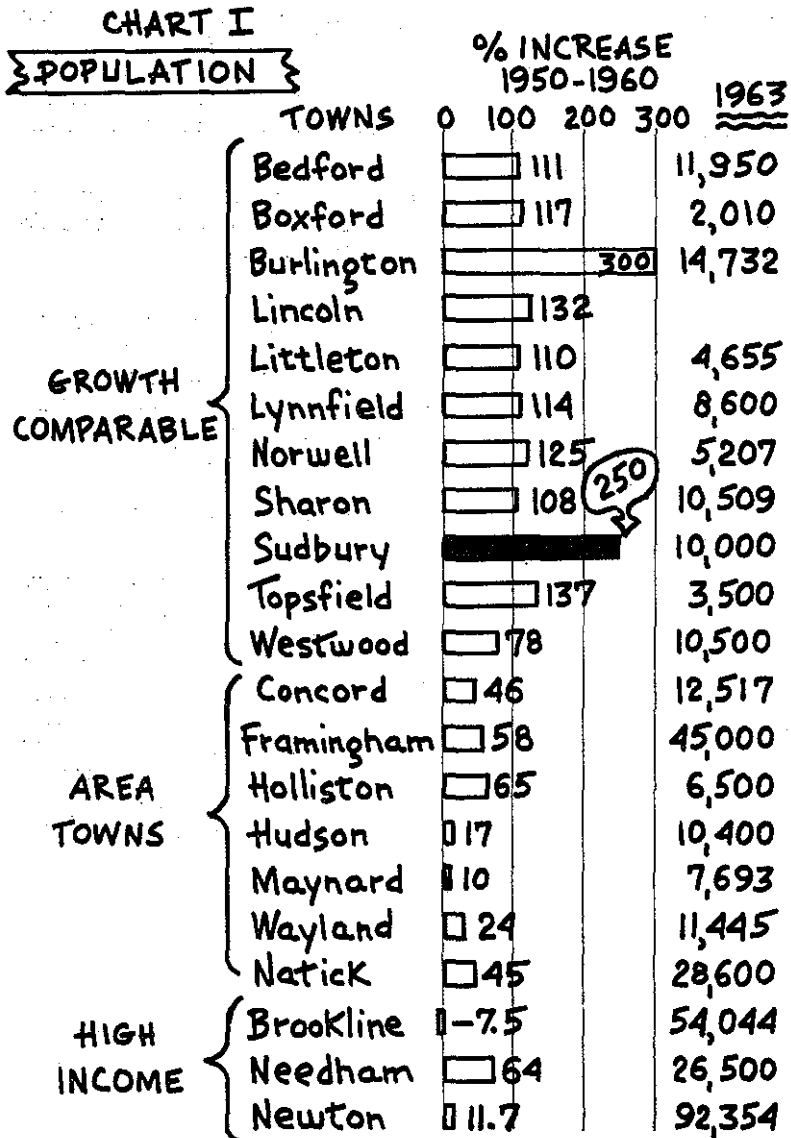 CHART I
POPULATION
% INCREASE
1950-1960
1963
TOWNS 0 100 200 300
GROWTH COMPARABLE
Bedford 111 11,950
Boxford 117 2,010
Burlington 300 14,732
Lincoln 132
Littleton 110 4,655
Lynnfield 114 8,600
Norwell 125 5,207
Sharon 108 10,509
Sudbury 250 10,000
Topsfield 137 3,500
Westwood 78 10,500
AREA TOWNS
Concord 46 12,517
Framingham 58 45,000
Holliston 65 6,500
Hudson 17 10,400
Maynard 10 7,693
Wayland 24 11,445
Natick 45 28,600
HIGH INCOME
Brookline -7.5 54,044
Needham 64 26,500
Newton 11.7 92,354